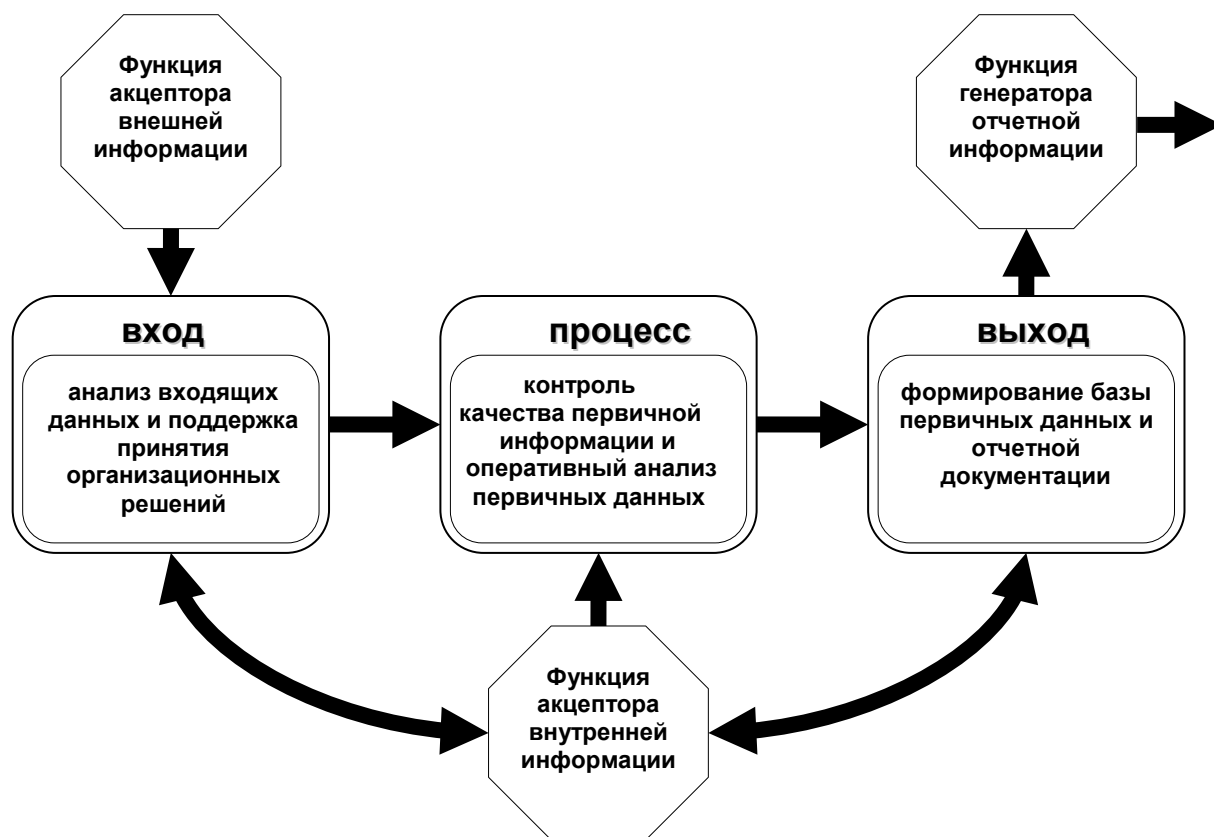 Функция
акцептора
внешней
информации
Функция
генератора
отчетной
информации
вход
анализ входящих
данных и поддержка
принятия
организационных
решений
процесс
контроль
качества первичной
информации и
оперативный анализ
первичных данных
выход
формирование базы
первичных данных и
отчетной
документации
Функция
акцептора
внутренней
информации